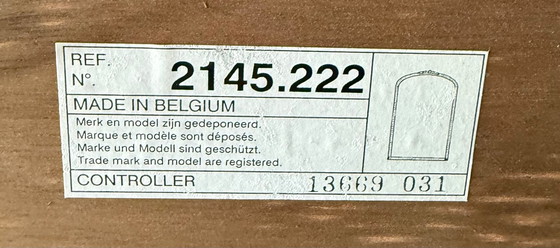 REF.
N°. 2145.222
MADE IN BELGIUM
Merk en model zijn gedeponeerd.
Marque et modèle sont déposés.
Marke und Modell sind geschützt.
Trade mark and model are registered.
CONTROLLER 13669 031